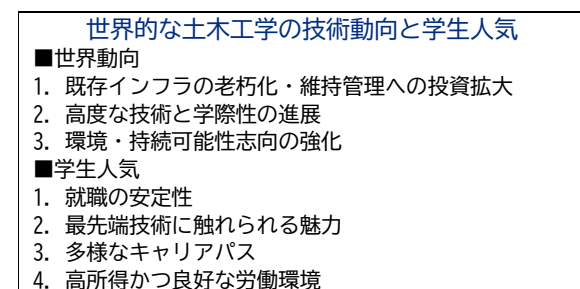 世界的な土木工学の技術動向と学生人気
■世界動向
1. 既存インフラの老朽化・維持管理への投資拡大
2. 高度な技術と学際性の進展
3. 環境・持続可能性志向の強化
■学生人気
1. 就職の安定性
2. 最先端技術に触れられる魅力
3. 多様なキャリアパス
4. 高所得かつ良好な労働環境